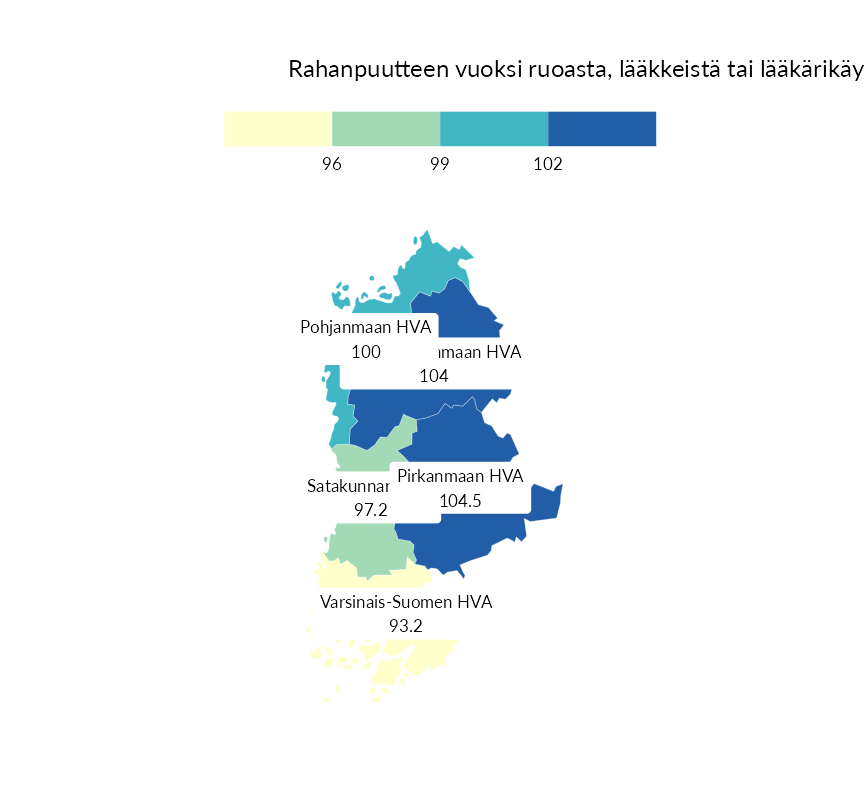 Rahanpuutteen vuoksi ruoasta, lääkkeistä tai lääkärikäy
96
99
102
Pohjanmaan HVA
100
nmaan HVA
104
Pirkanmaan HVA
104.5
Satakunnan
97.2
Varsinais-Suomen HVA
93.2